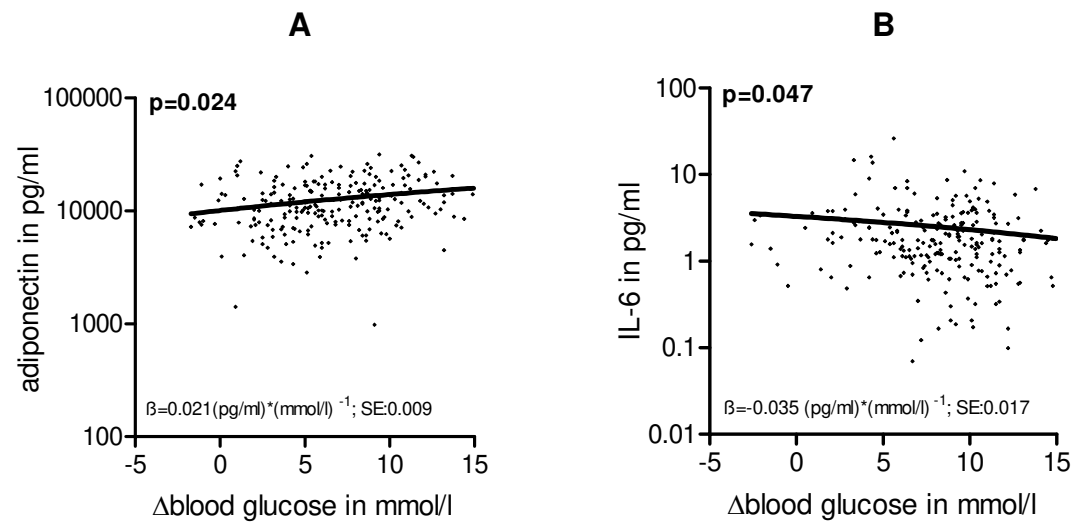 A
p=0.024
100000
10000
1000
100
adiponectin in pg/ml
ß=0.021(pg/ml)*(mmol/l) ⁻¹; SE:0.009
-5 0 5 10 15
Δblood glucose in mmol/l
B
p=0.047
100
10
1
0.1
0.01
IL-6 in pg/ml
ß=-0.035 (pg/ml)*(mmol/l) ⁻¹; SE:0.017
-5 0 5 10 15
Δblood glucose in mmol/l